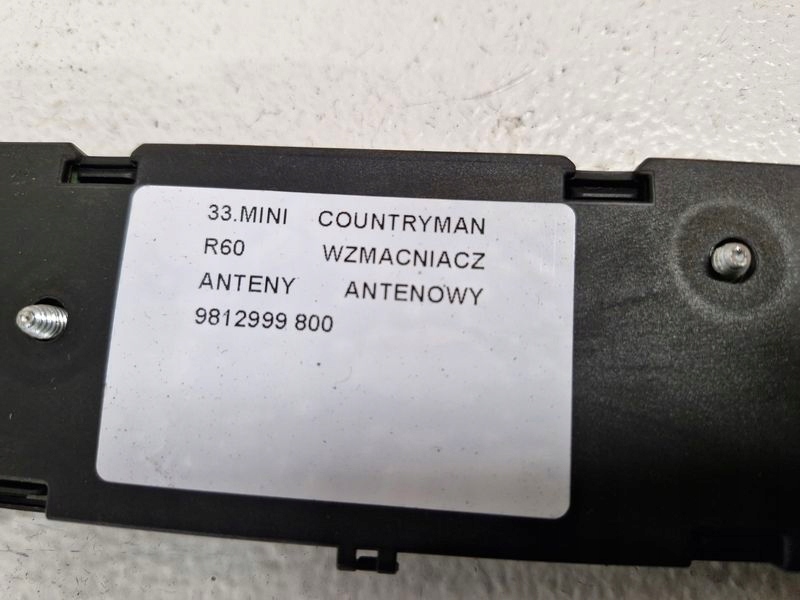 33.MINI COUNTRYMAN
R60 WZMACNIACZ
ANTENY ANTENOWY
9812999 800